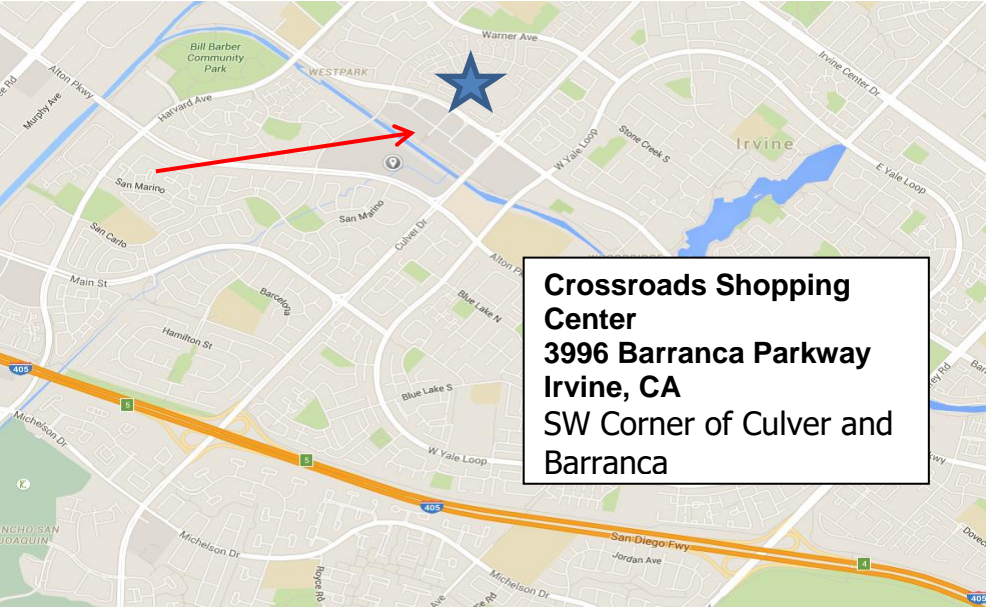 Warner Ave
Bill Barber
Community
Park
WESTPARK
Irvine Center Dr
Alton Pkwy
Murphy Ave
Harvard Ave
W Yale Loop
Stone Creek S
Irvine
E Yale Loop
San Marino
San Marino
San Carlo
Culver Dr
Main St
Barcelona
Blue Lake N
Hamilton St
Blue Lake S
405
5
Michelson Dr
W Yale Loop
5
405
Crossroads Shopping
Center
3996 Barranca Parkway
Irvine, CA
SW Corner of Culver and
Barranca
San Diego Fwy
Jordan Ave
4
405
Michelson Dr
Michelson Dr
Royce Rd